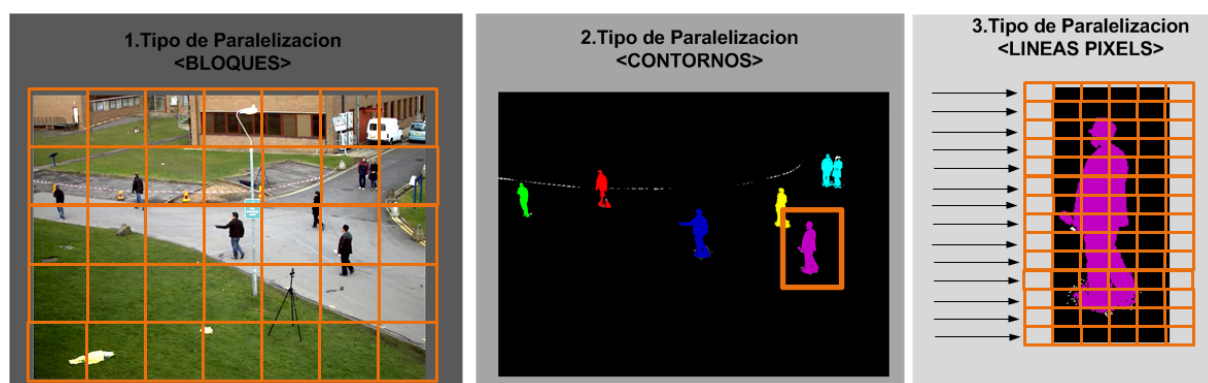 1.Tipo de Paralelizacion
<BLOQUES>
2.Tipo de Paralelizacion
<CONTORNOS>
3.Tipo de Paralelizacion
<LINEAS PIXELS>